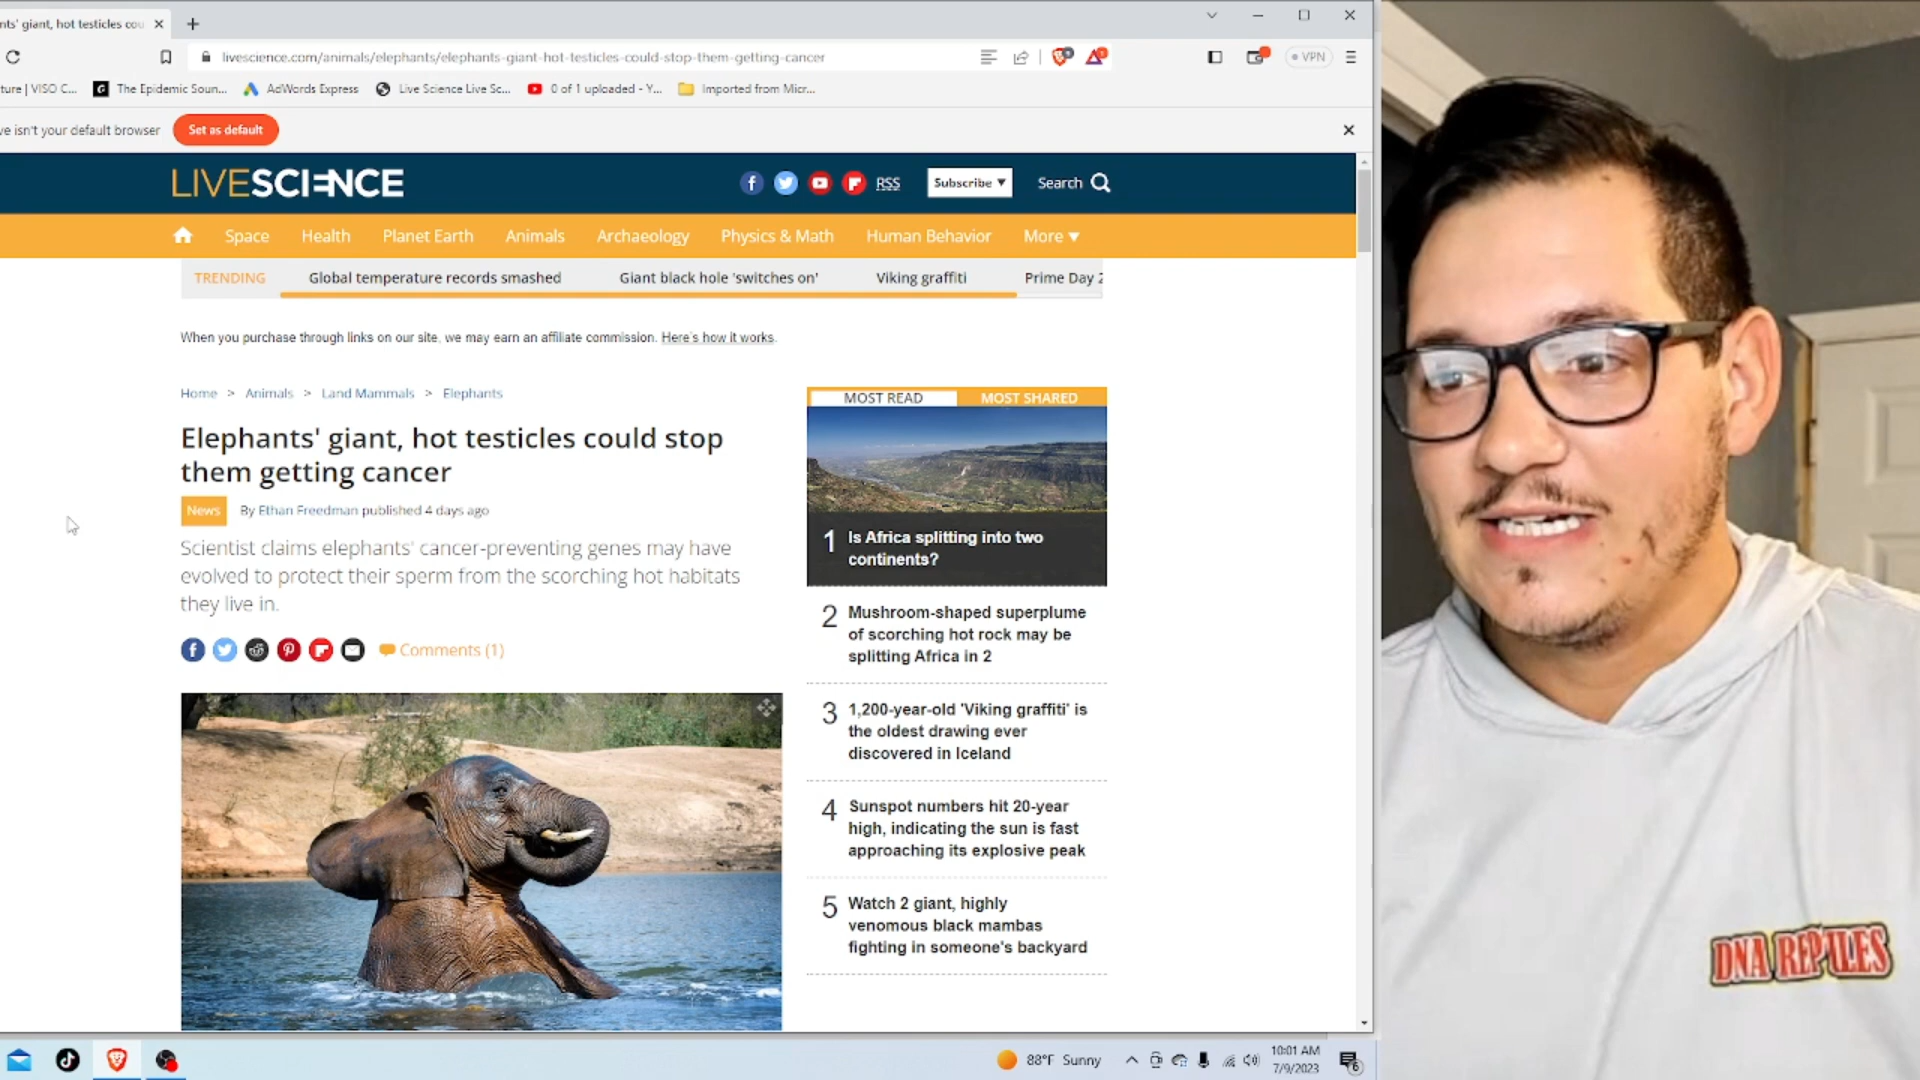 nts' giant, hot testicles cou
livescience.com/animals/elephants/elephants-giant-hot-testicles-could-stop-them-getting-cancer
VPN
ture | VISO C...
The Epidemic Soun...
AdWords Express
Live Science Live Sc...
0 of 1 uploaded - Y...
Imported from Micr...
ve isn't your default browser
Set as default
LIVESCIENCE
RSS
Subscribe ▼
Search
Space
Health
Planet Earth
Animals
Archaeology
Physics & Math
Human Behavior
More ▼
TRENDING
Global temperature records smashed
Giant black hole 'switches on'
Viking graffiti
Prime Day 2
When you purchase through links on our site, we may earn an affiliate commission. Here's how it works.
Home > Animals > Land Mammals > Elephants
Elephants' giant, hot testicles could stop
them getting cancer
News
By Ethan Freedman published 4 days ago
Scientist claims elephants' cancer-preventing genes may have
evolved to protect their sperm from the scorching hot habitats
they live in.
Comments (1)
MOST READ
MOST SHARED
1 Is Africa splitting into two
continents?
2 Mushroom-shaped superplume
of scorching hot rock may be
splitting Africa in 2
3 1,200-year-old 'Viking graffiti' is
the oldest drawing ever
discovered in Iceland
4 Sunspot numbers hit 20-year
high, indicating the sun is fast
approaching its explosive peak
5 Watch 2 giant, highly
venomous black mambas
fighting in someone's backyard
DNA REPTILES
88°F Sunny
10:01 AM
7/9/2023
6